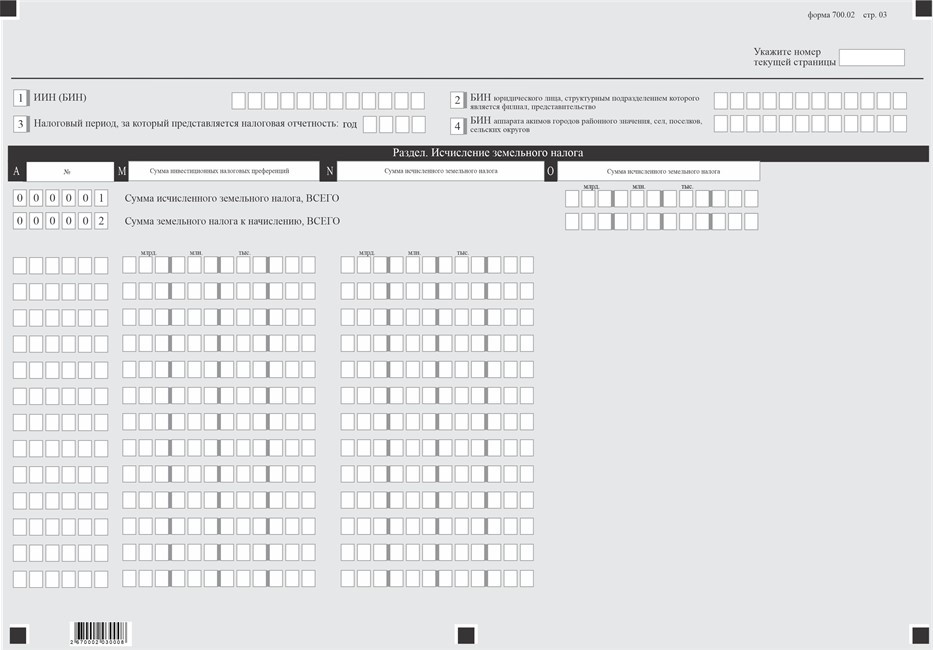 форма 700.02 стр. 03
Укажите номер
текущей страницы
1 ИИН (БИН)
2 БИН юридического лица, структурным подразделением которого
является филиал, представительство
3 Налоговый период, за который представляется налоговая отчетность: год
4 БИН аппарата акимов городов районного значения, сел, поселков,
сельских округов
Раздел. Исчисление земельного налога
A № M Сумма инвестиционных налоговых преференций N Сумма исчисленного земельного налога O Сумма исчисленного земельного налога
млрд. млн. тыс.
0 0 0 0 0 1 Сумма исчисленного земельного налога, ВСЕГО
0 0 0 0 0 2 Сумма земельного налога к начислению, ВСЕГО
млрд. млн. тыс. млрд. млн. тыс.
2 670002 030008